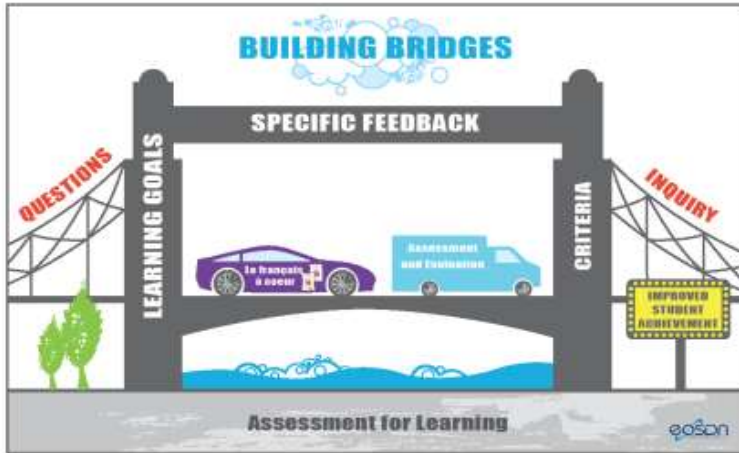 BUILDING BRIDGES
SPECIFIC FEEDBACK
QUESTIONS
LEARNING GOALS
CRITERIA
INQUIRY
Le français
à coeur
Assessment
and Evaluation
IMPROVED
STUDENT
ACHIEVEMENT
Assessment for Learning
eosdn